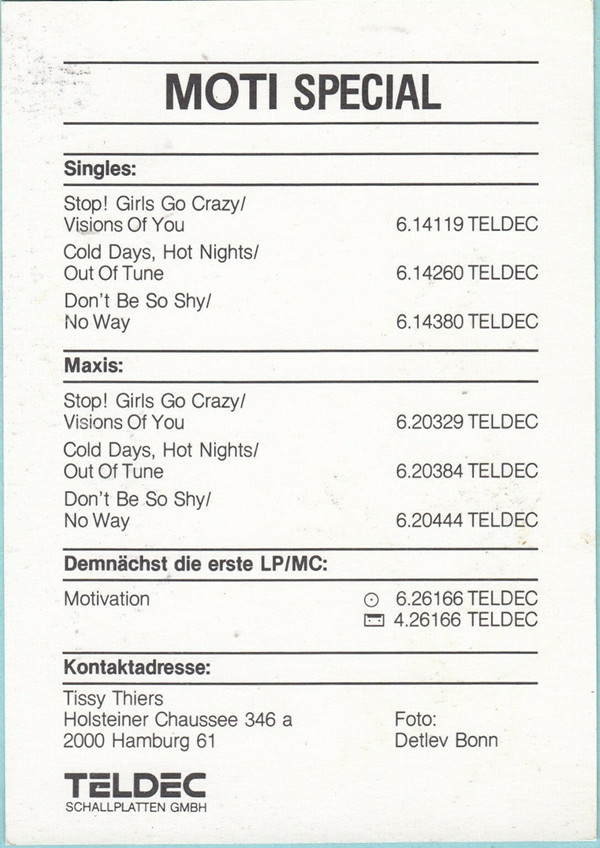 MOTI SPECIAL
Singles:
Stop! Girls Go Crazy/
Visions Of You 6.14119 TELDEC
Cold Days, Hot Nights/
Out Of Tune 6.14260 TELDEC
Don't Be So Shy/
No Way 6.14380 TELDEC
Maxis:
Stop! Girls Go Crazy/
Visions Of You 6.20329 TELDEC
Cold Days, Hot Nights/
Out Of Tune 6.20384 TELDEC
Don't Be So Shy/
No Way 6.20444 TELDEC
Demnächst die erste LP/MC:
Motivation 6.26166 TELDEC
4.26166 TELDEC
Kontaktadresse:
Tissy Thiers
Holsteiner Chaussee 346 a Foto:
2000 Hamburg 61 Detlev Bonn
TELDEC
SCHALLPLATTEN GMBH